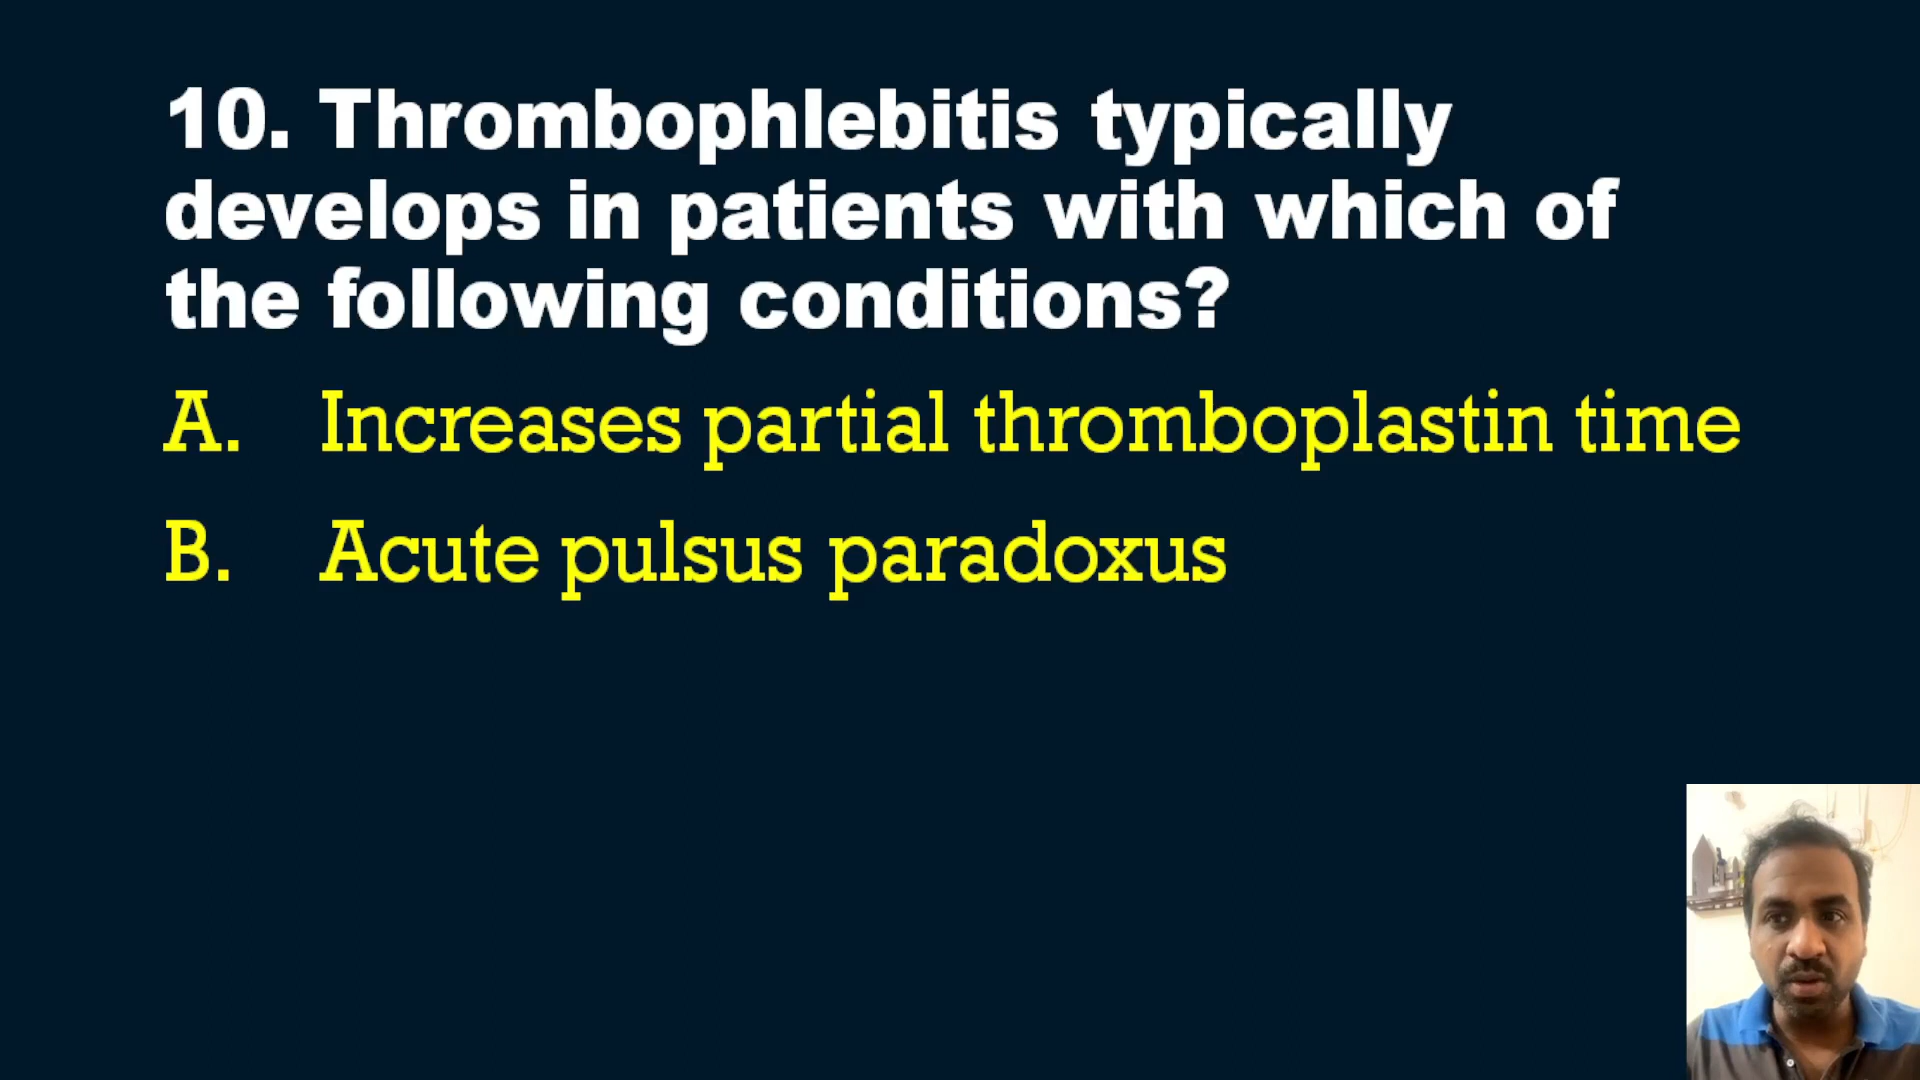 10. Thrombophlebitis typically
develops in patients with which of
the following conditions?
A. Increases partial thromboplastin time
B. Acute pulsus paradoxus